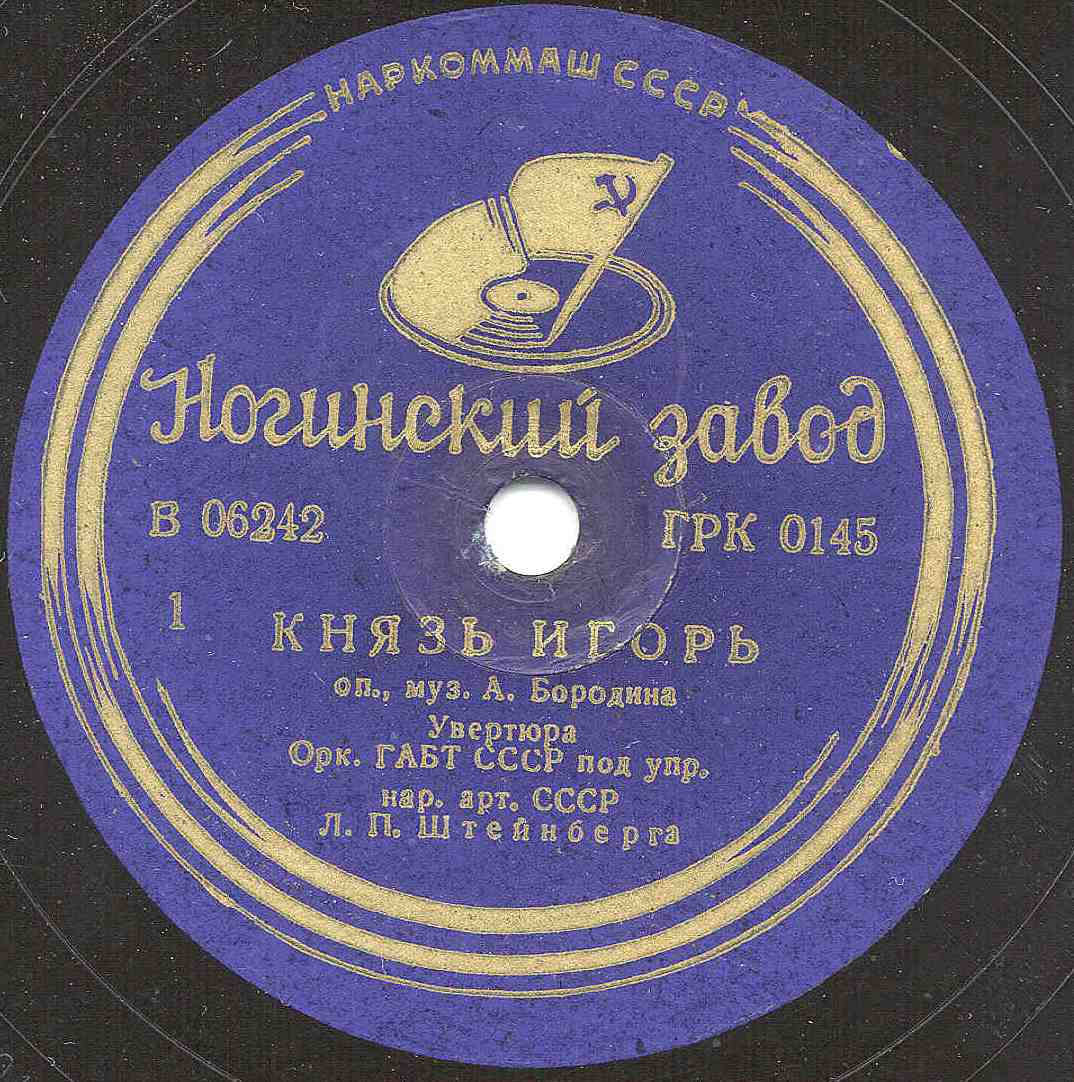 НАРКОММАШ СССР
Ногинский завод
В 06242 ГРК 0145
1 КНЯЗЬ ИГОРЬ
оп., муз. А. Бородина
Увертюра
Орк. ГАБТ СССР под упр.
нар. арт. СССР
Л. П. Штейнберга